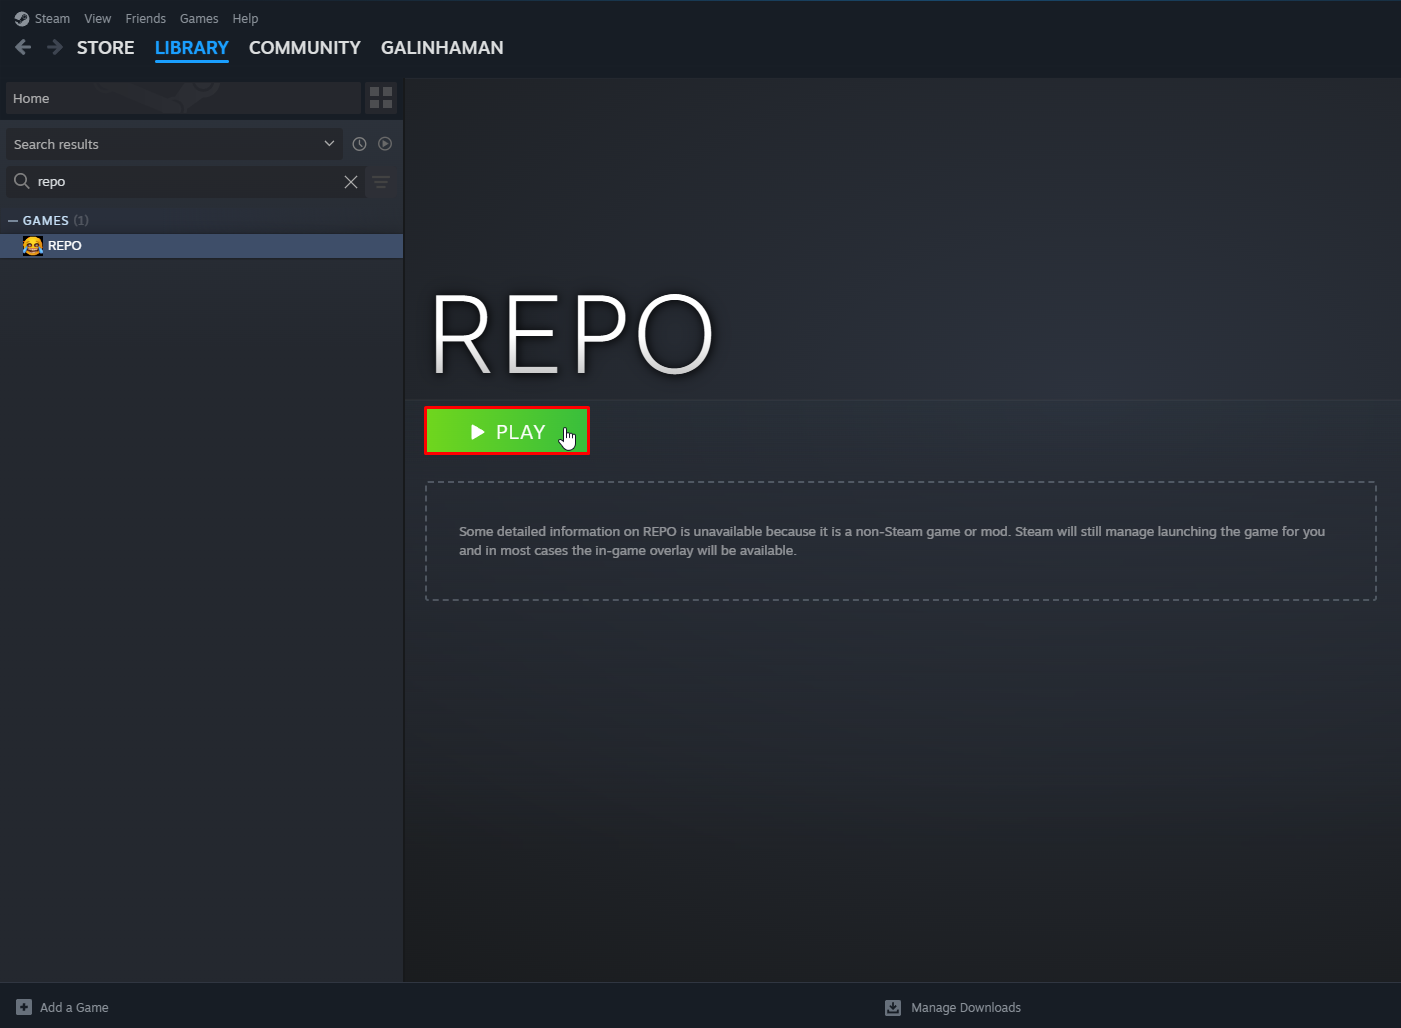 Steam View Friends Games Help
STORE LIBRARY COMMUNITY GALINHAMAN
Home
Search results
repo
GAMES (1)
REPO
REPO
PLAY
Some detailed information on REPO is unavailable because it is a non-Steam game or mod. Steam will still manage launching the game for you
and in most cases the in-game overlay will be available.
Add a Game
Manage Downloads